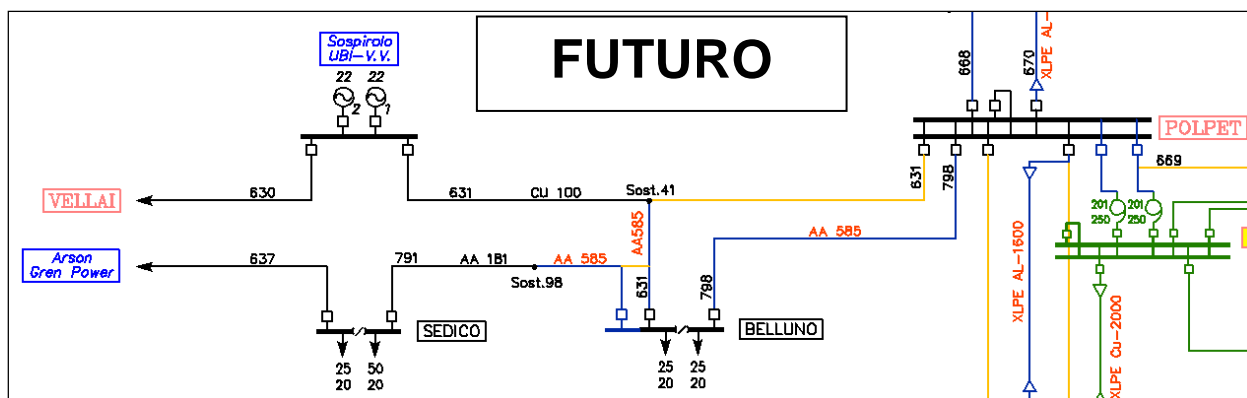 Sospirolo
UBI-V.V.
22 22
2 1
FUTURO
668
670
XLPE AL-
POLPET
669
631
798
VELLAI
630
631
CU 100
Sost.41
AA585
AA 585
201
250
201
250
Arson
Gren Power
637
791
AA 181
AA 585
Sost.98
631
798
XLPE AL-1600
XLPE Cu-2000
SEDICO
BELLUNO
25 50
20 20
25 25
20 20